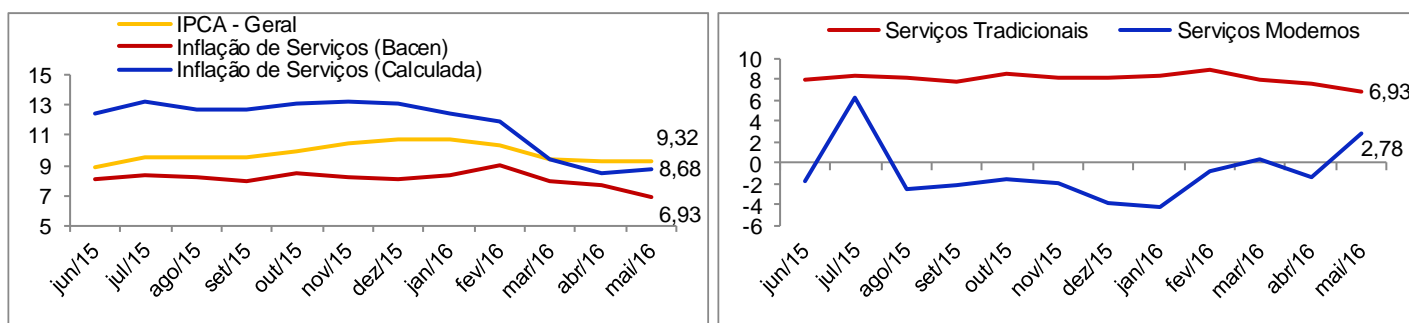 IPCA - Geral
Inflação de Serviços (Bacen)
Inflação de Serviços (Calculada)
15
13
11
9
7
5
9,32
8,68
6,93
jun/15
jul/15
ago/15
set/15
out/15
nov/15
dez/15
jan/16
fev/16
mar/16
abr/16
mai/16
Serviços Tradicionais
Serviços Modernos
10
8
6
4
2
0
-2
-4
-6
6,93
2,78
jun/15
jul/15
ago/15
set/15
out/15
nov/15
dez/15
jan/16
fev/16
mar/16
abr/16
mai/16